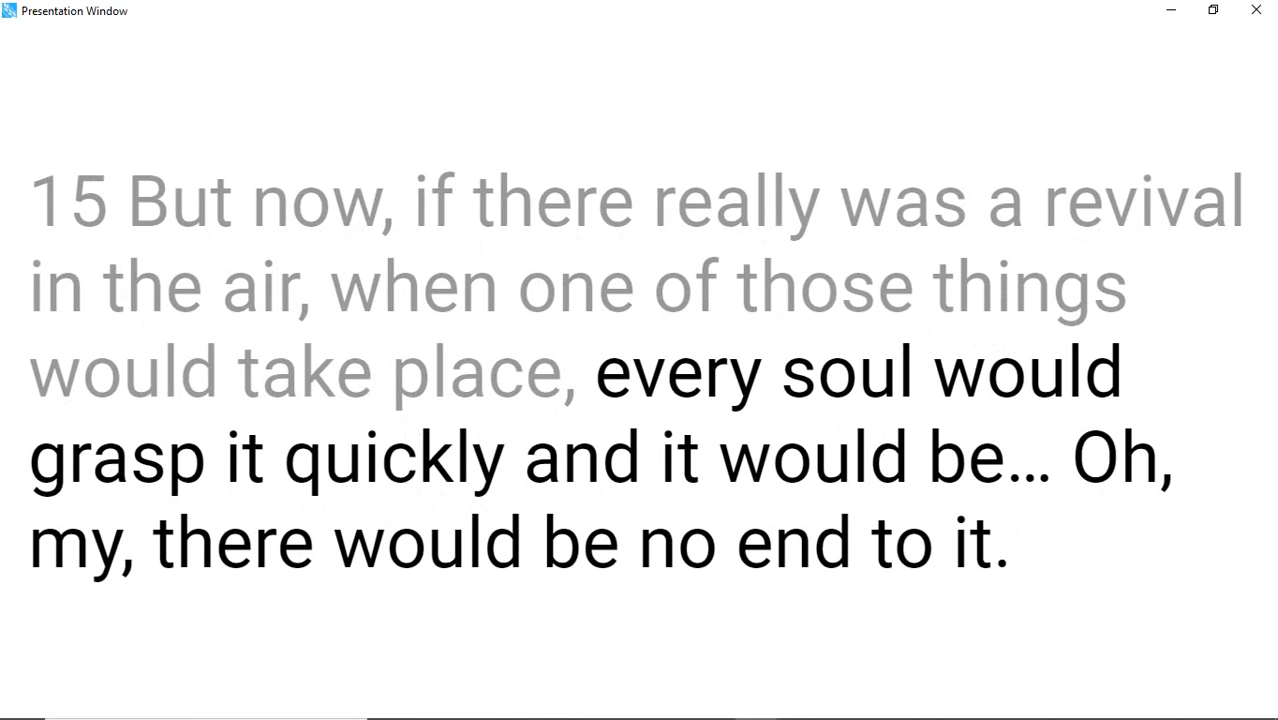 Presentation Window
15 But now, if there really was a revival
in the air, when one of those things
would take place, every soul would
grasp it quickly and it would be... Oh,
my, there would be no end to it.